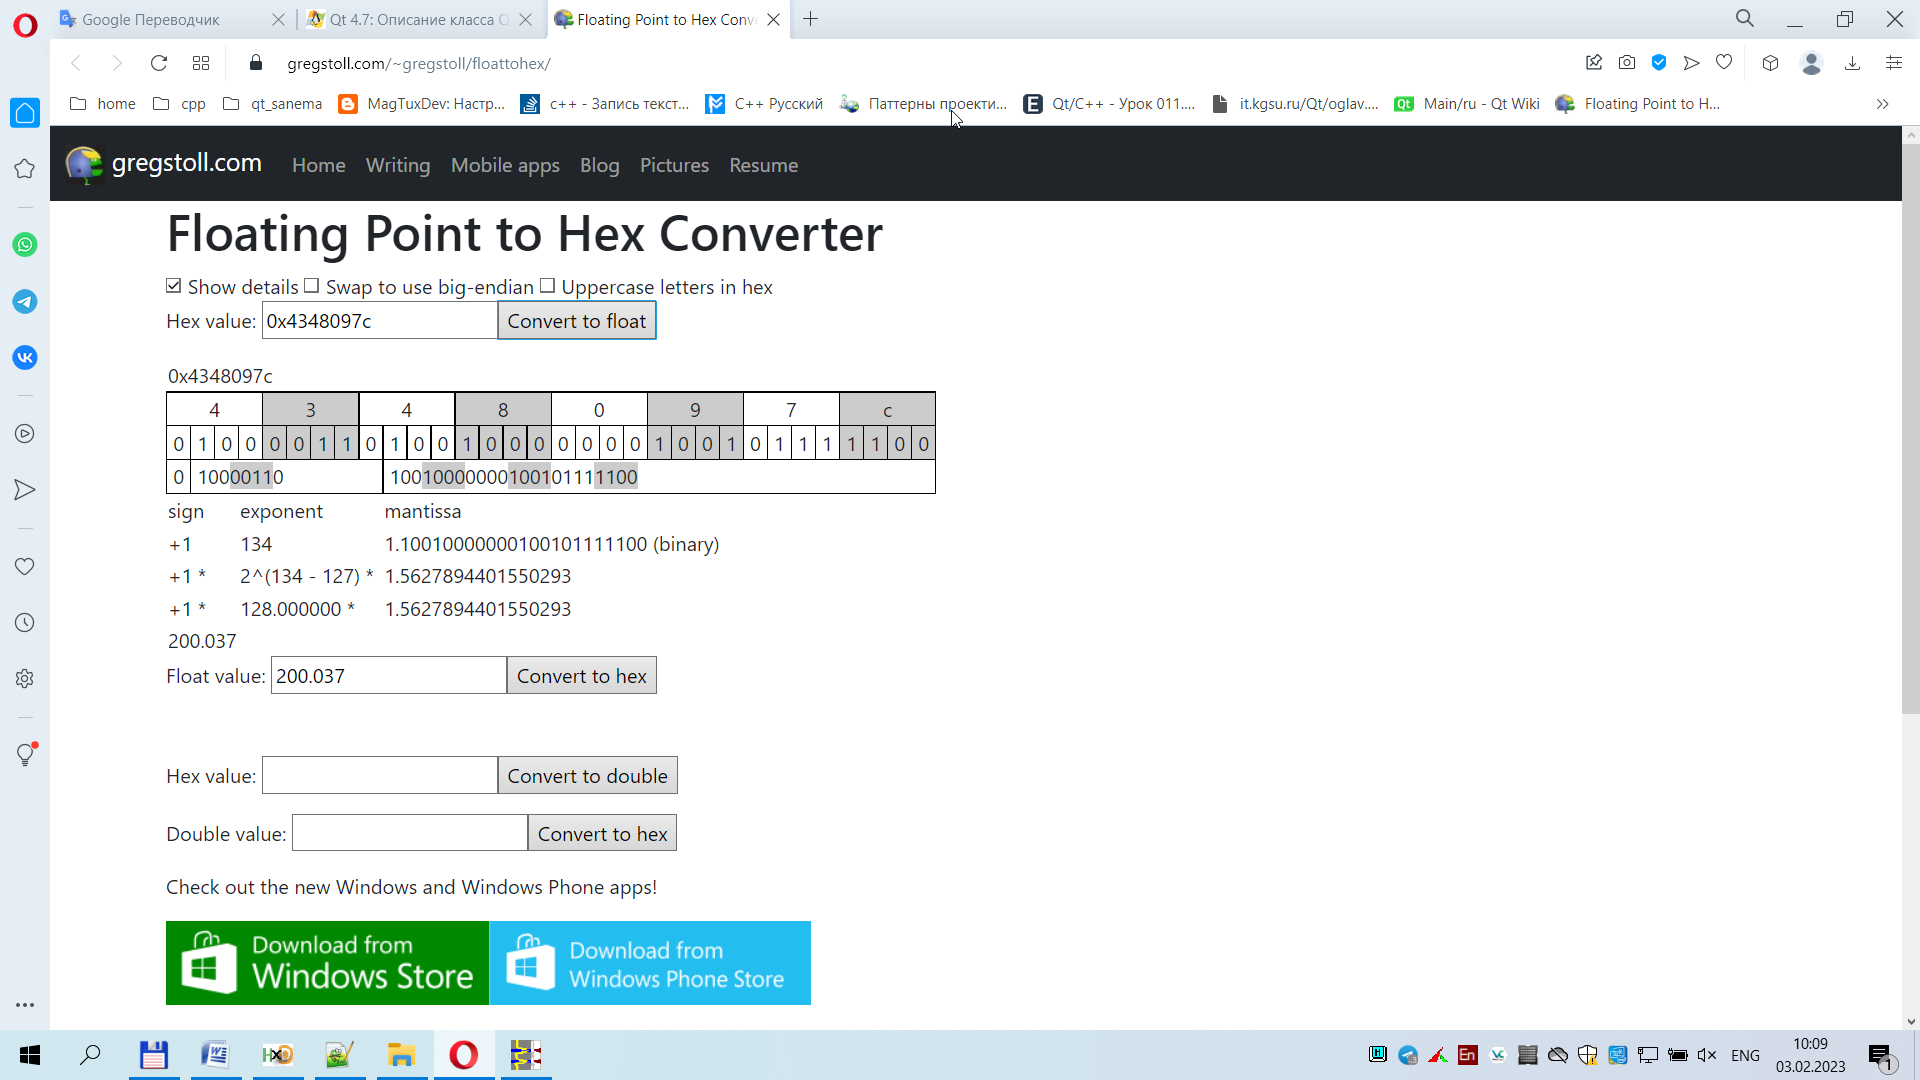 Google Переводчик
Qt 4.7: Описание класса Q
Floating Point to Hex Conv
gregstoll.com/~gregstoll/floattohex/
home
cpp
qt_sanema
MagTuxDev: Настр...
c++ - Запись текст...
C++ Русский
Паттерны проекти...
Qt/C++ - Урок 011....
it.kgsu.ru/Qt/oglav....
Main/ru - Qt Wiki
Floating Point to H...
gregstoll.com
Home
Writing
Mobile apps
Blog
Pictures
Resume
Floating Point to Hex Converter
Show details Swap to use big-endian Uppercase letters in hex
Hex value: 0x4348097c Convert to float
0x4348097c
4 3 4 8 0 9 7 c
0 1 0 0 0 0 1 1 0 1 0 0 1 0 0 0 0 0 0 0 1 0 0 1 0 1 1 1 1 1 0 0
0 10000110 10010000000100101111100
sign exponent mantissa
+1 134 1.10010000000100101111100 (binary)
+1 * 2^(134 - 127) * 1.5627894401550293
+1 * 128.000000 * 1.5627894401550293
200.037
Float value: 200.037 Convert to hex
Hex value: Convert to double
Double value: Convert to hex
Check out the new Windows and Windows Phone apps!
Download from
Windows Store
Download from
Windows Phone Store
En
ENG
10:09
03.02.2023
1